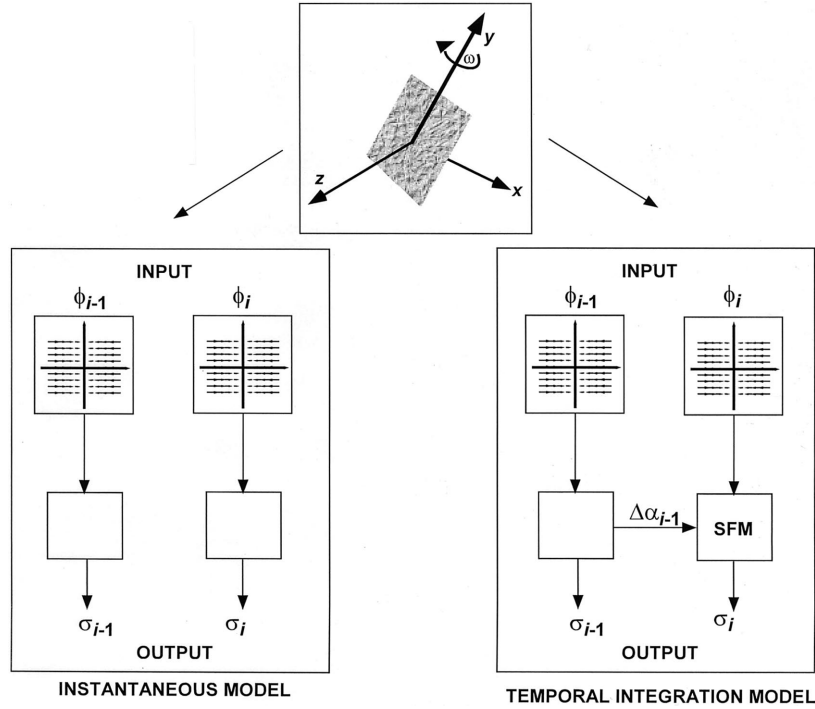 y
ω
z
x
INPUT
ϕi-1 ϕi
σi-1 σi
OUTPUT
INSTANTANEOUS MODEL
INPUT
ϕi-1 ϕi
Δαi-1
SFM
σi-1 σi
OUTPUT
TEMPORAL INTEGRATION MODEL